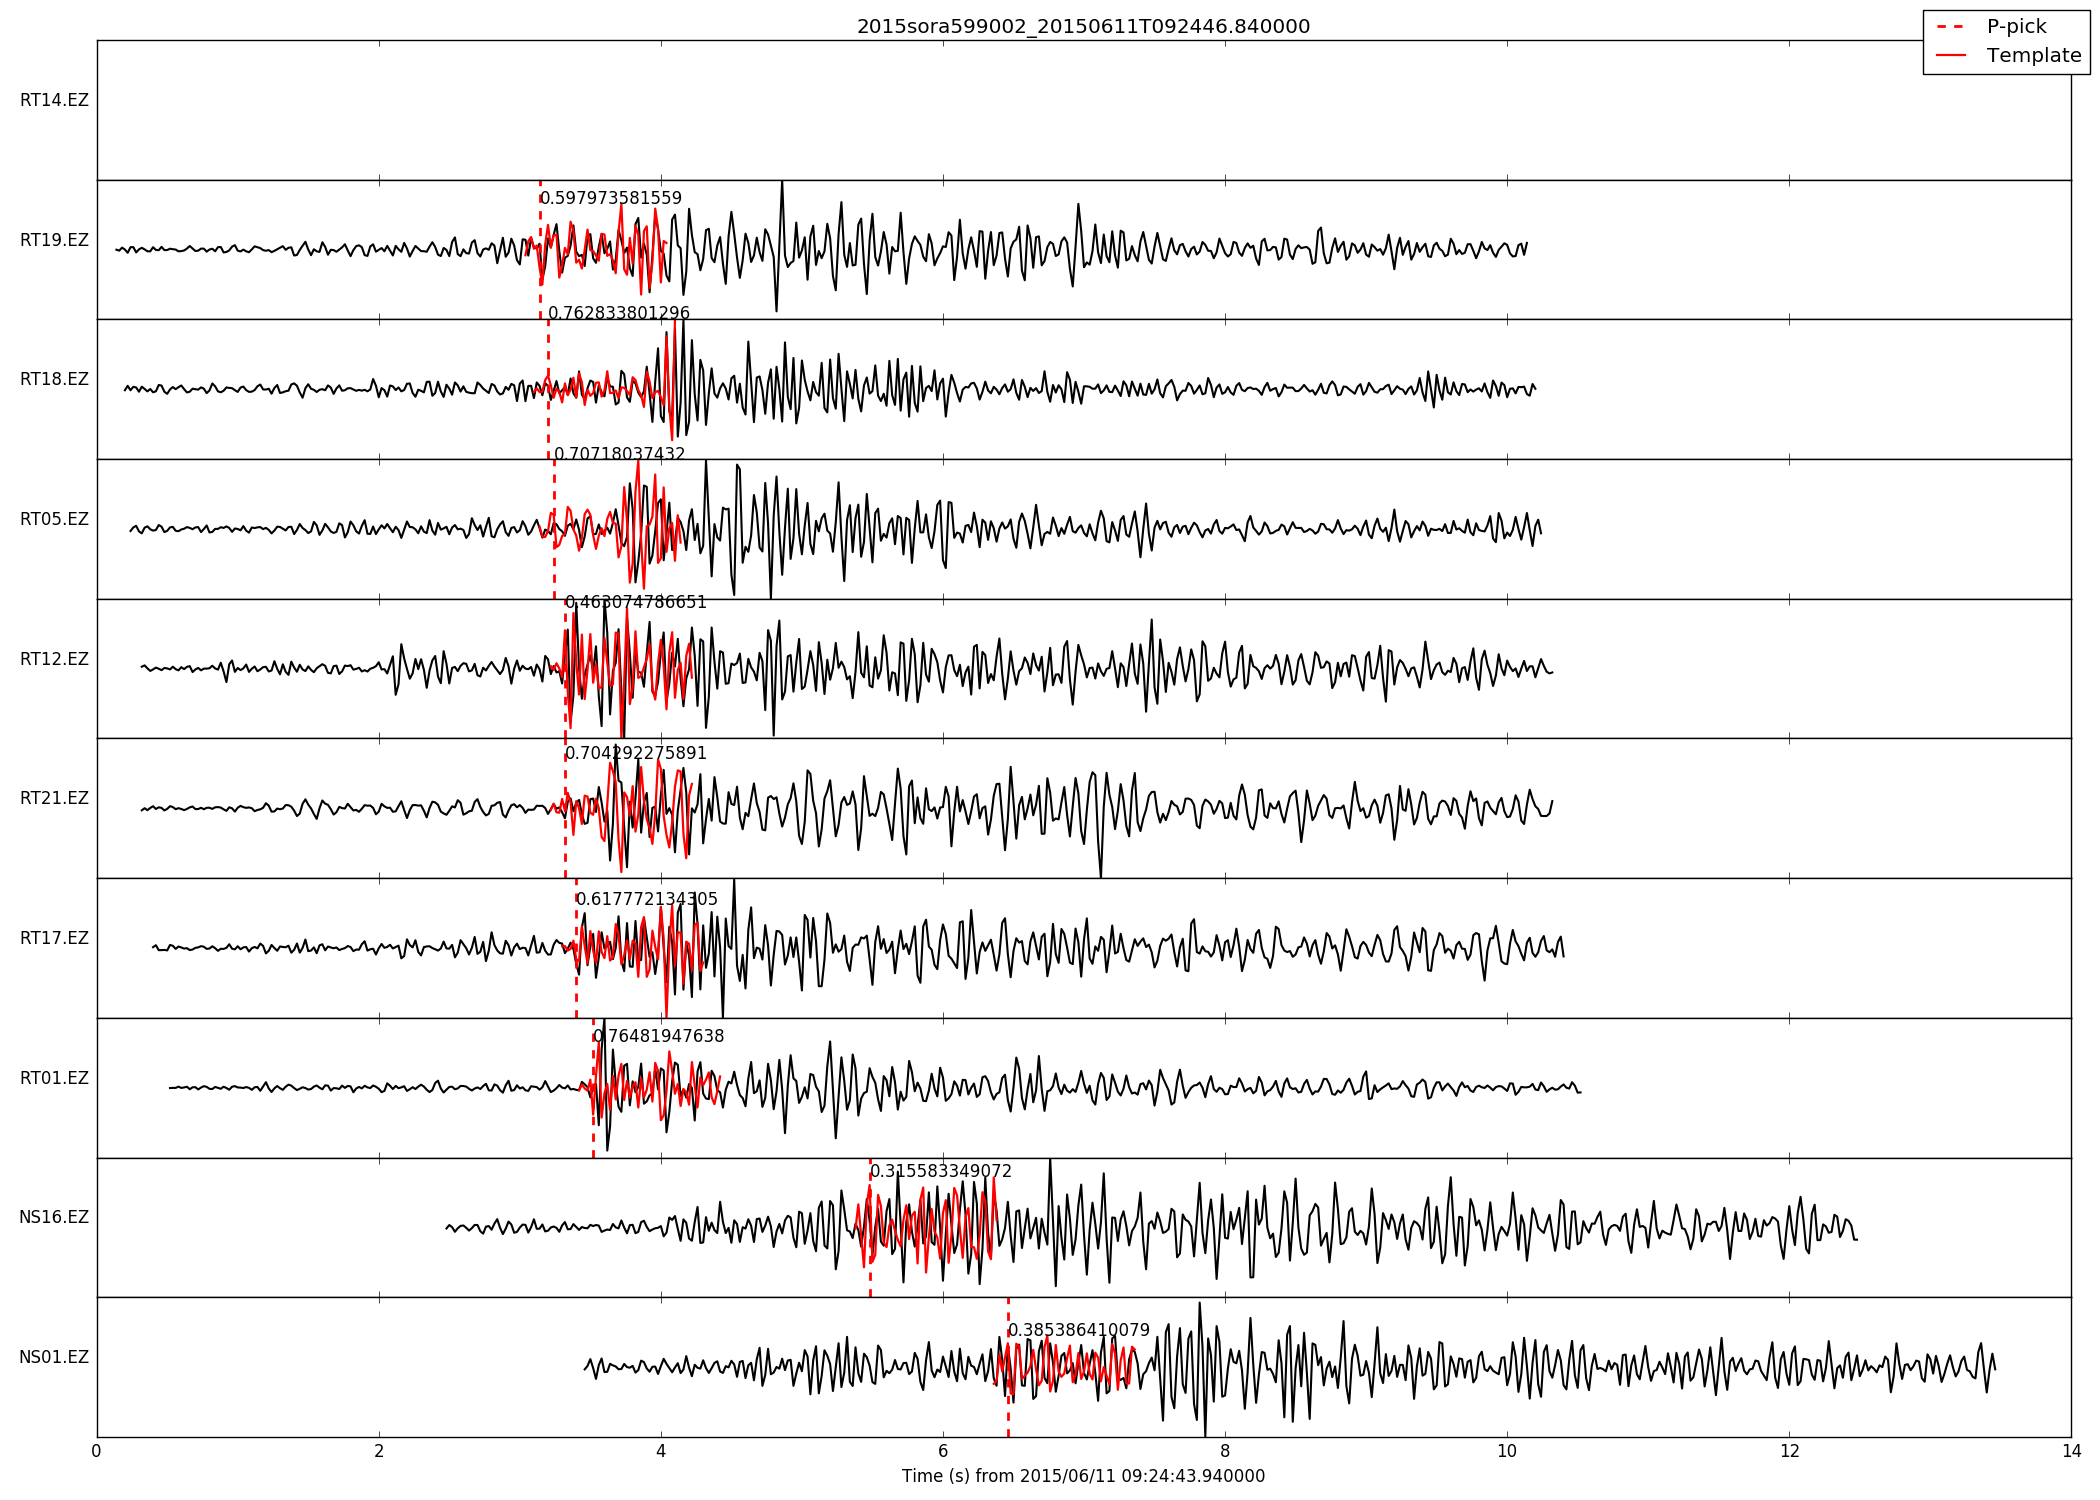 2015sora599002_20150611T092446.840000
P-pick
Template
RT14.EZ
0.597973581559
RT19.EZ
0.762833801296
RT18.EZ
0.70718037432
RT05.EZ
0.463074786651
RT12.EZ
0.704292275891
RT21.EZ
0.617772134305
RT17.EZ
0.76481947638
RT01.EZ
0.315583349072
NS16.EZ
0.385386410079
NS01.EZ
0 2 4 6 8 10 12 14
Time (s) from 2015/06/11 09:24:43.940000